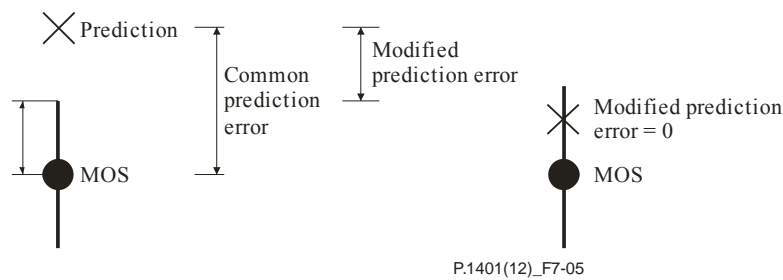 Prediction
Common
prediction
error
Modified
prediction error
MOS
Modified prediction
error = 0
MOS
P.1401(12)_F7-05